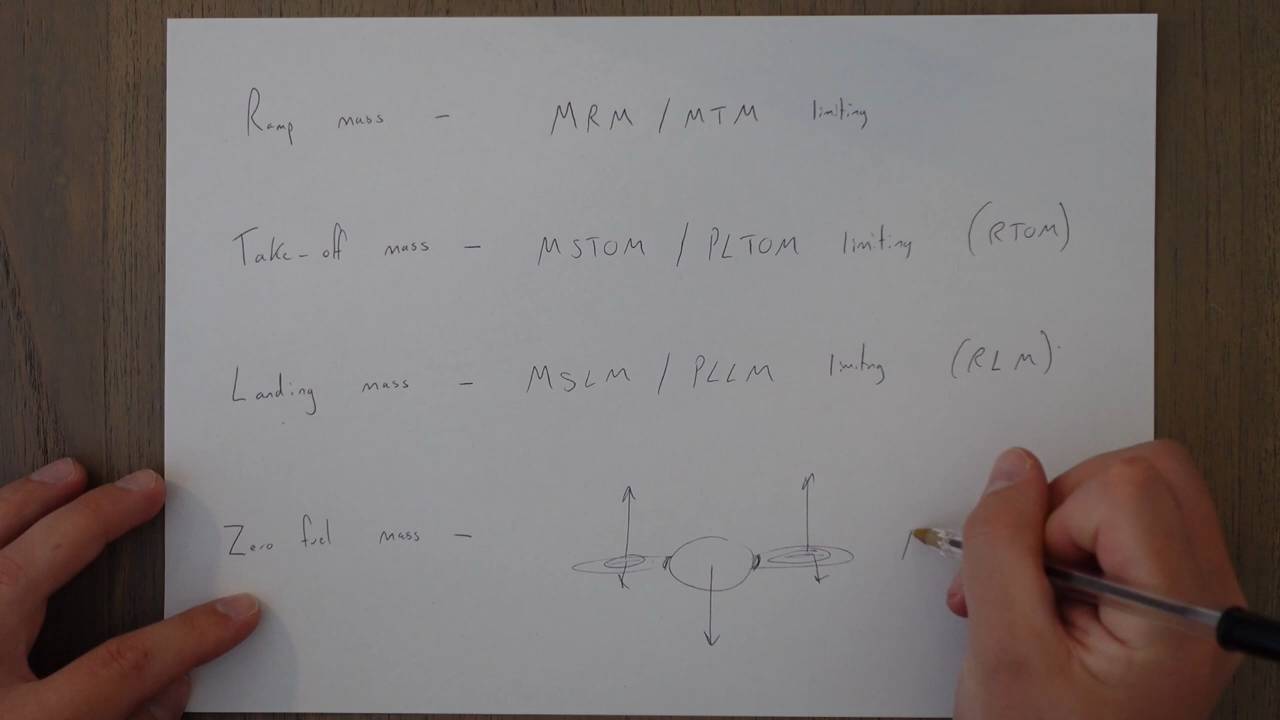 Ramp mass - MRM / MTM limiting
Take-off mass - MSTOM / PLTOM limiting (RTOM)
Landing mass - MSLM / PLLM limitng (RLM)
Zero fuel mass -